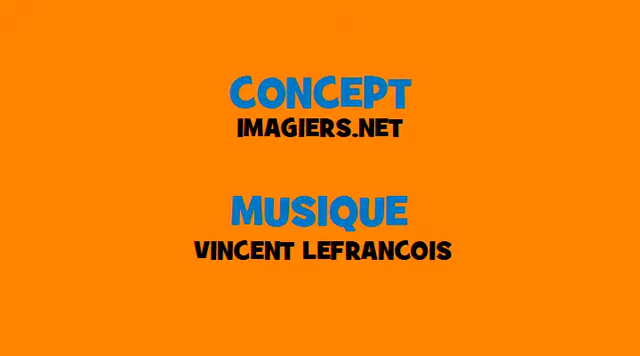 CONCEPT
IMAGIERS.NET
MUSIQUE
VINCENT LEFRANCOIS